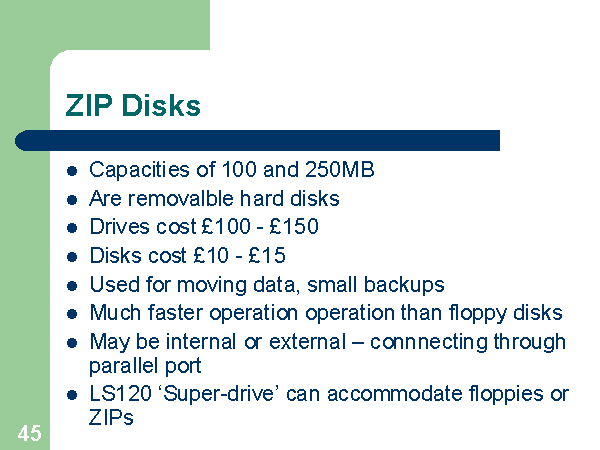 ZIP Disks
Capacities of 100 and 250MB
Are removalble hard disks
Drives cost £100 - £150
Disks cost £10 - £15
Used for moving data, small backups
Much faster operation operation than floppy disks
May be internal or external – connnecting through
parallel port
LS120 ‘Super-drive’ can accommodate floppies or
ZIPs
45